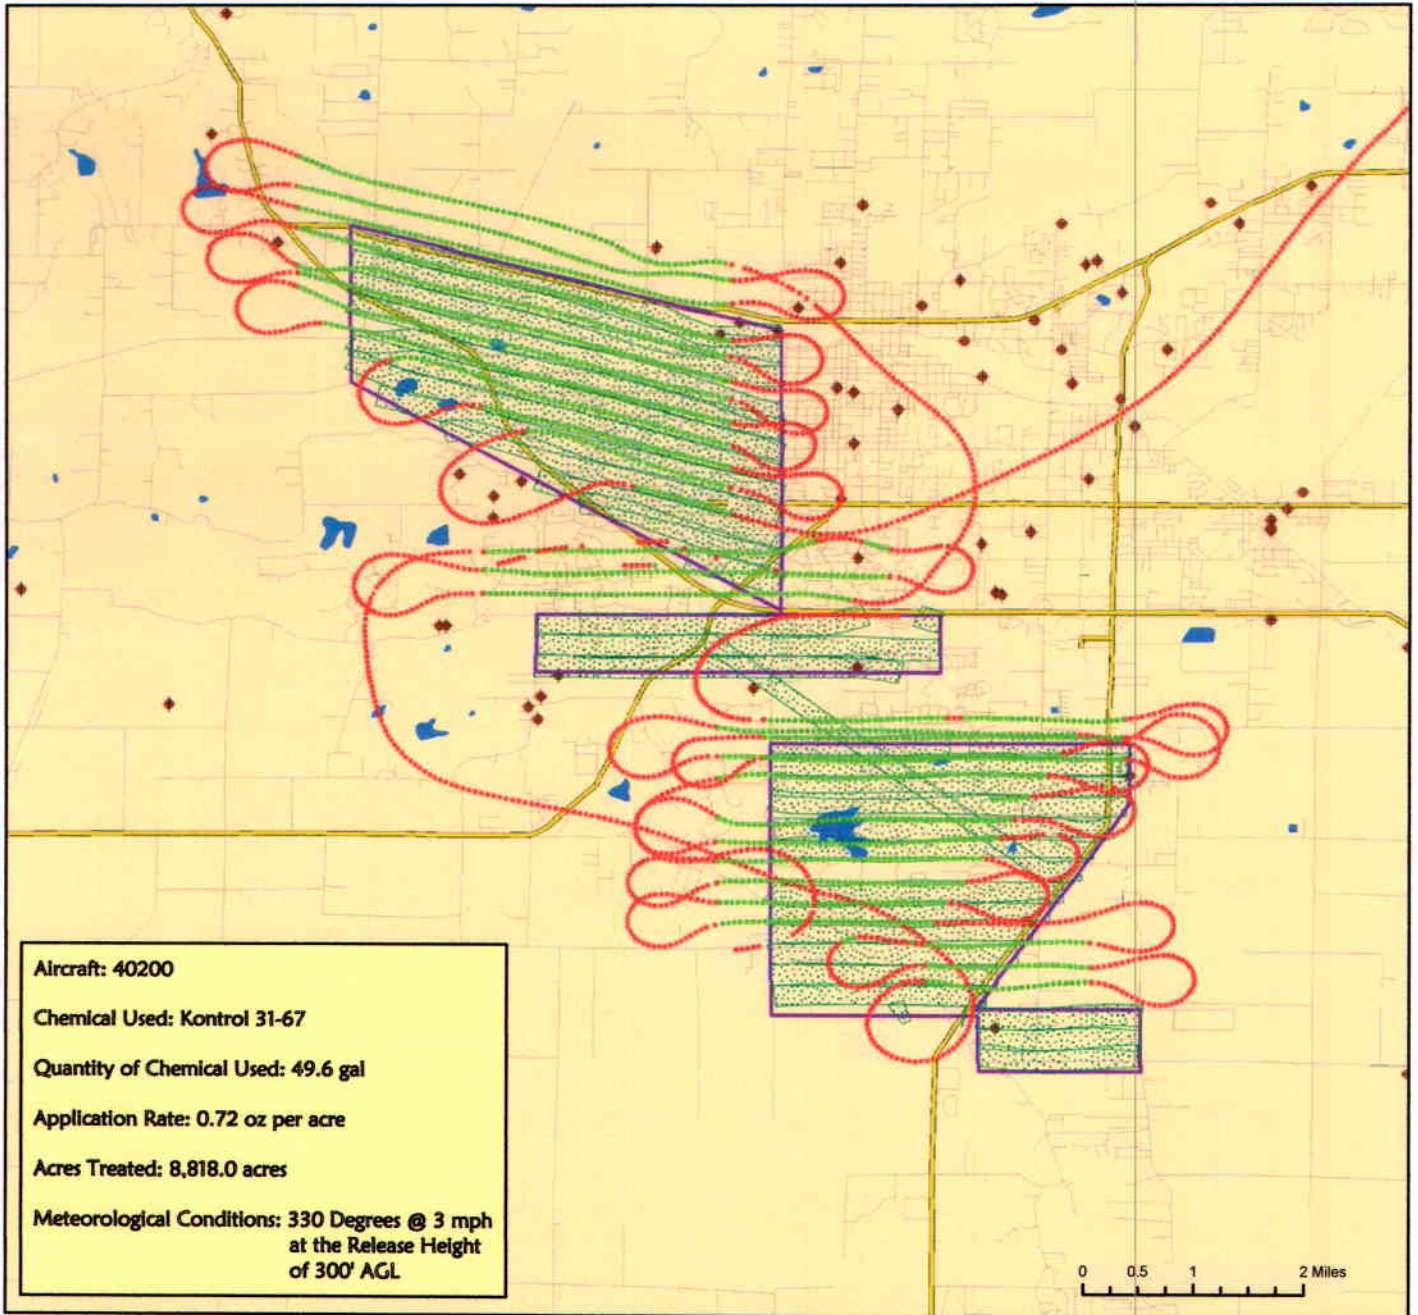 Aircraft: 40200
Chemical Used: Kontrol 31-67
Quantity of Chemical Used: 49.6 gal
Application Rate: 0.72 oz per acre
Acres Treated: 8,818.0 acres
Meteorological Conditions: 330 Degrees @ 3 mph
at the Release Height
of 300' AGL
0 0.5 1 2 Miles